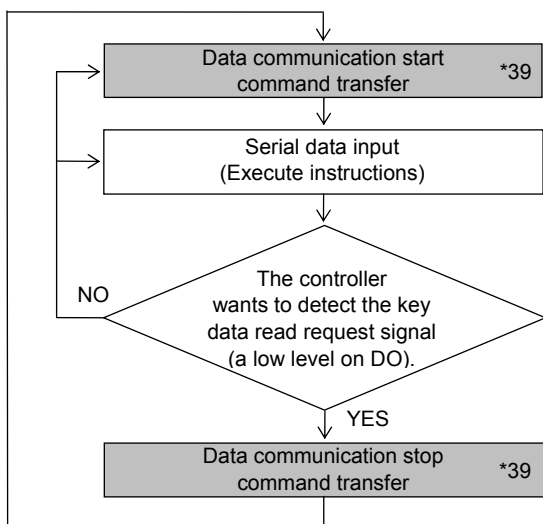 Data communication start
command transfer
*39
Serial data input
(Execute instructions)
The controller
wants to detect the key
data read request signal
(a low level on DO).
NO
YES
Data communication stop
command transfer
*39